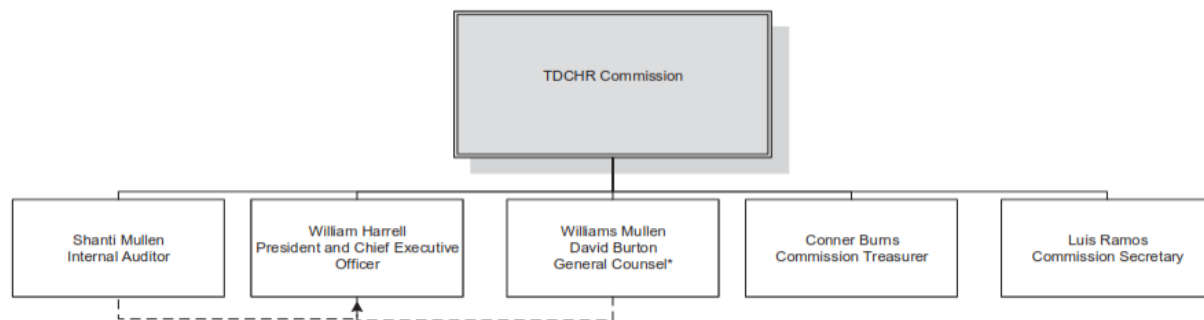 TDCHR Commission
Shanti Mullen
Internal Auditor
William Harrell
President and Chief Executive
Officer
Williams Mullen
David Burton
General Counsel*
Conner Burns
Commission Treasurer
Luis Ramos
Commission Secretary